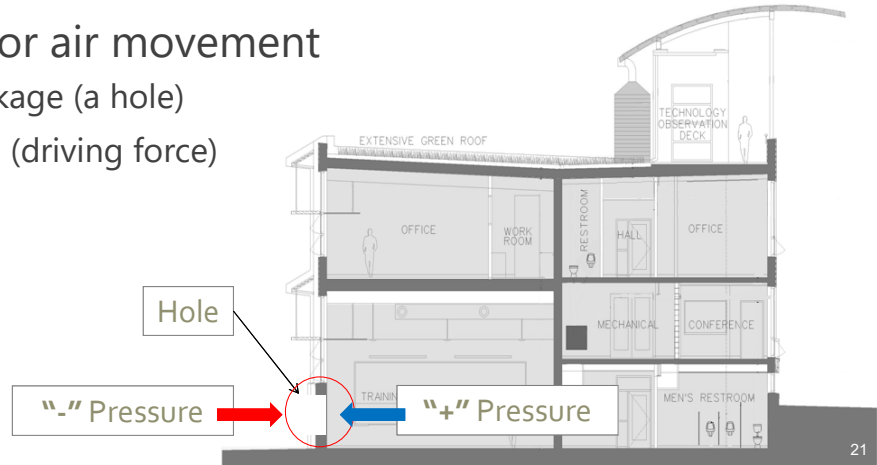 or air movement
kage (a hole)
(driving force)
TECHNOLOGY
OBSERVATION
DECK
EXTENSIVE GREEN ROOF
OFFICE
WORK
ROOM
RESTROOM
HALL
OFFICE
Hole
MECHANICAL
CONFERENCE
"-" Pressure
"+" Pressure
TRAININ
MEN'S RESTROOM
21